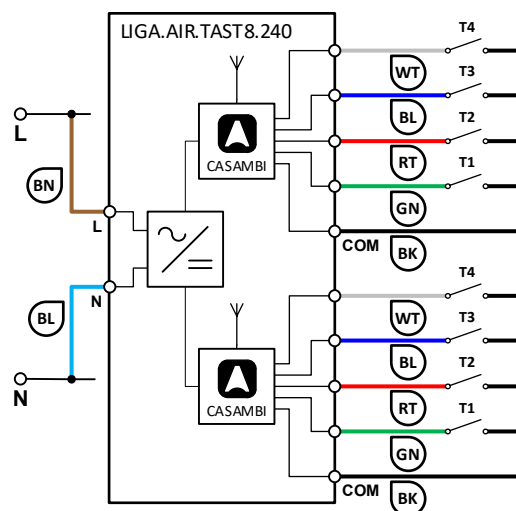 LIGA.AIR.TAST8.240
T4
WT
T3
BL
T2
RT
T1
GN
COM
BK
CASAMBI
L
BN
L
N
BL
N
T4
WT
T3
BL
T2
RT
T1
GN
COM
BK
CASAMBI